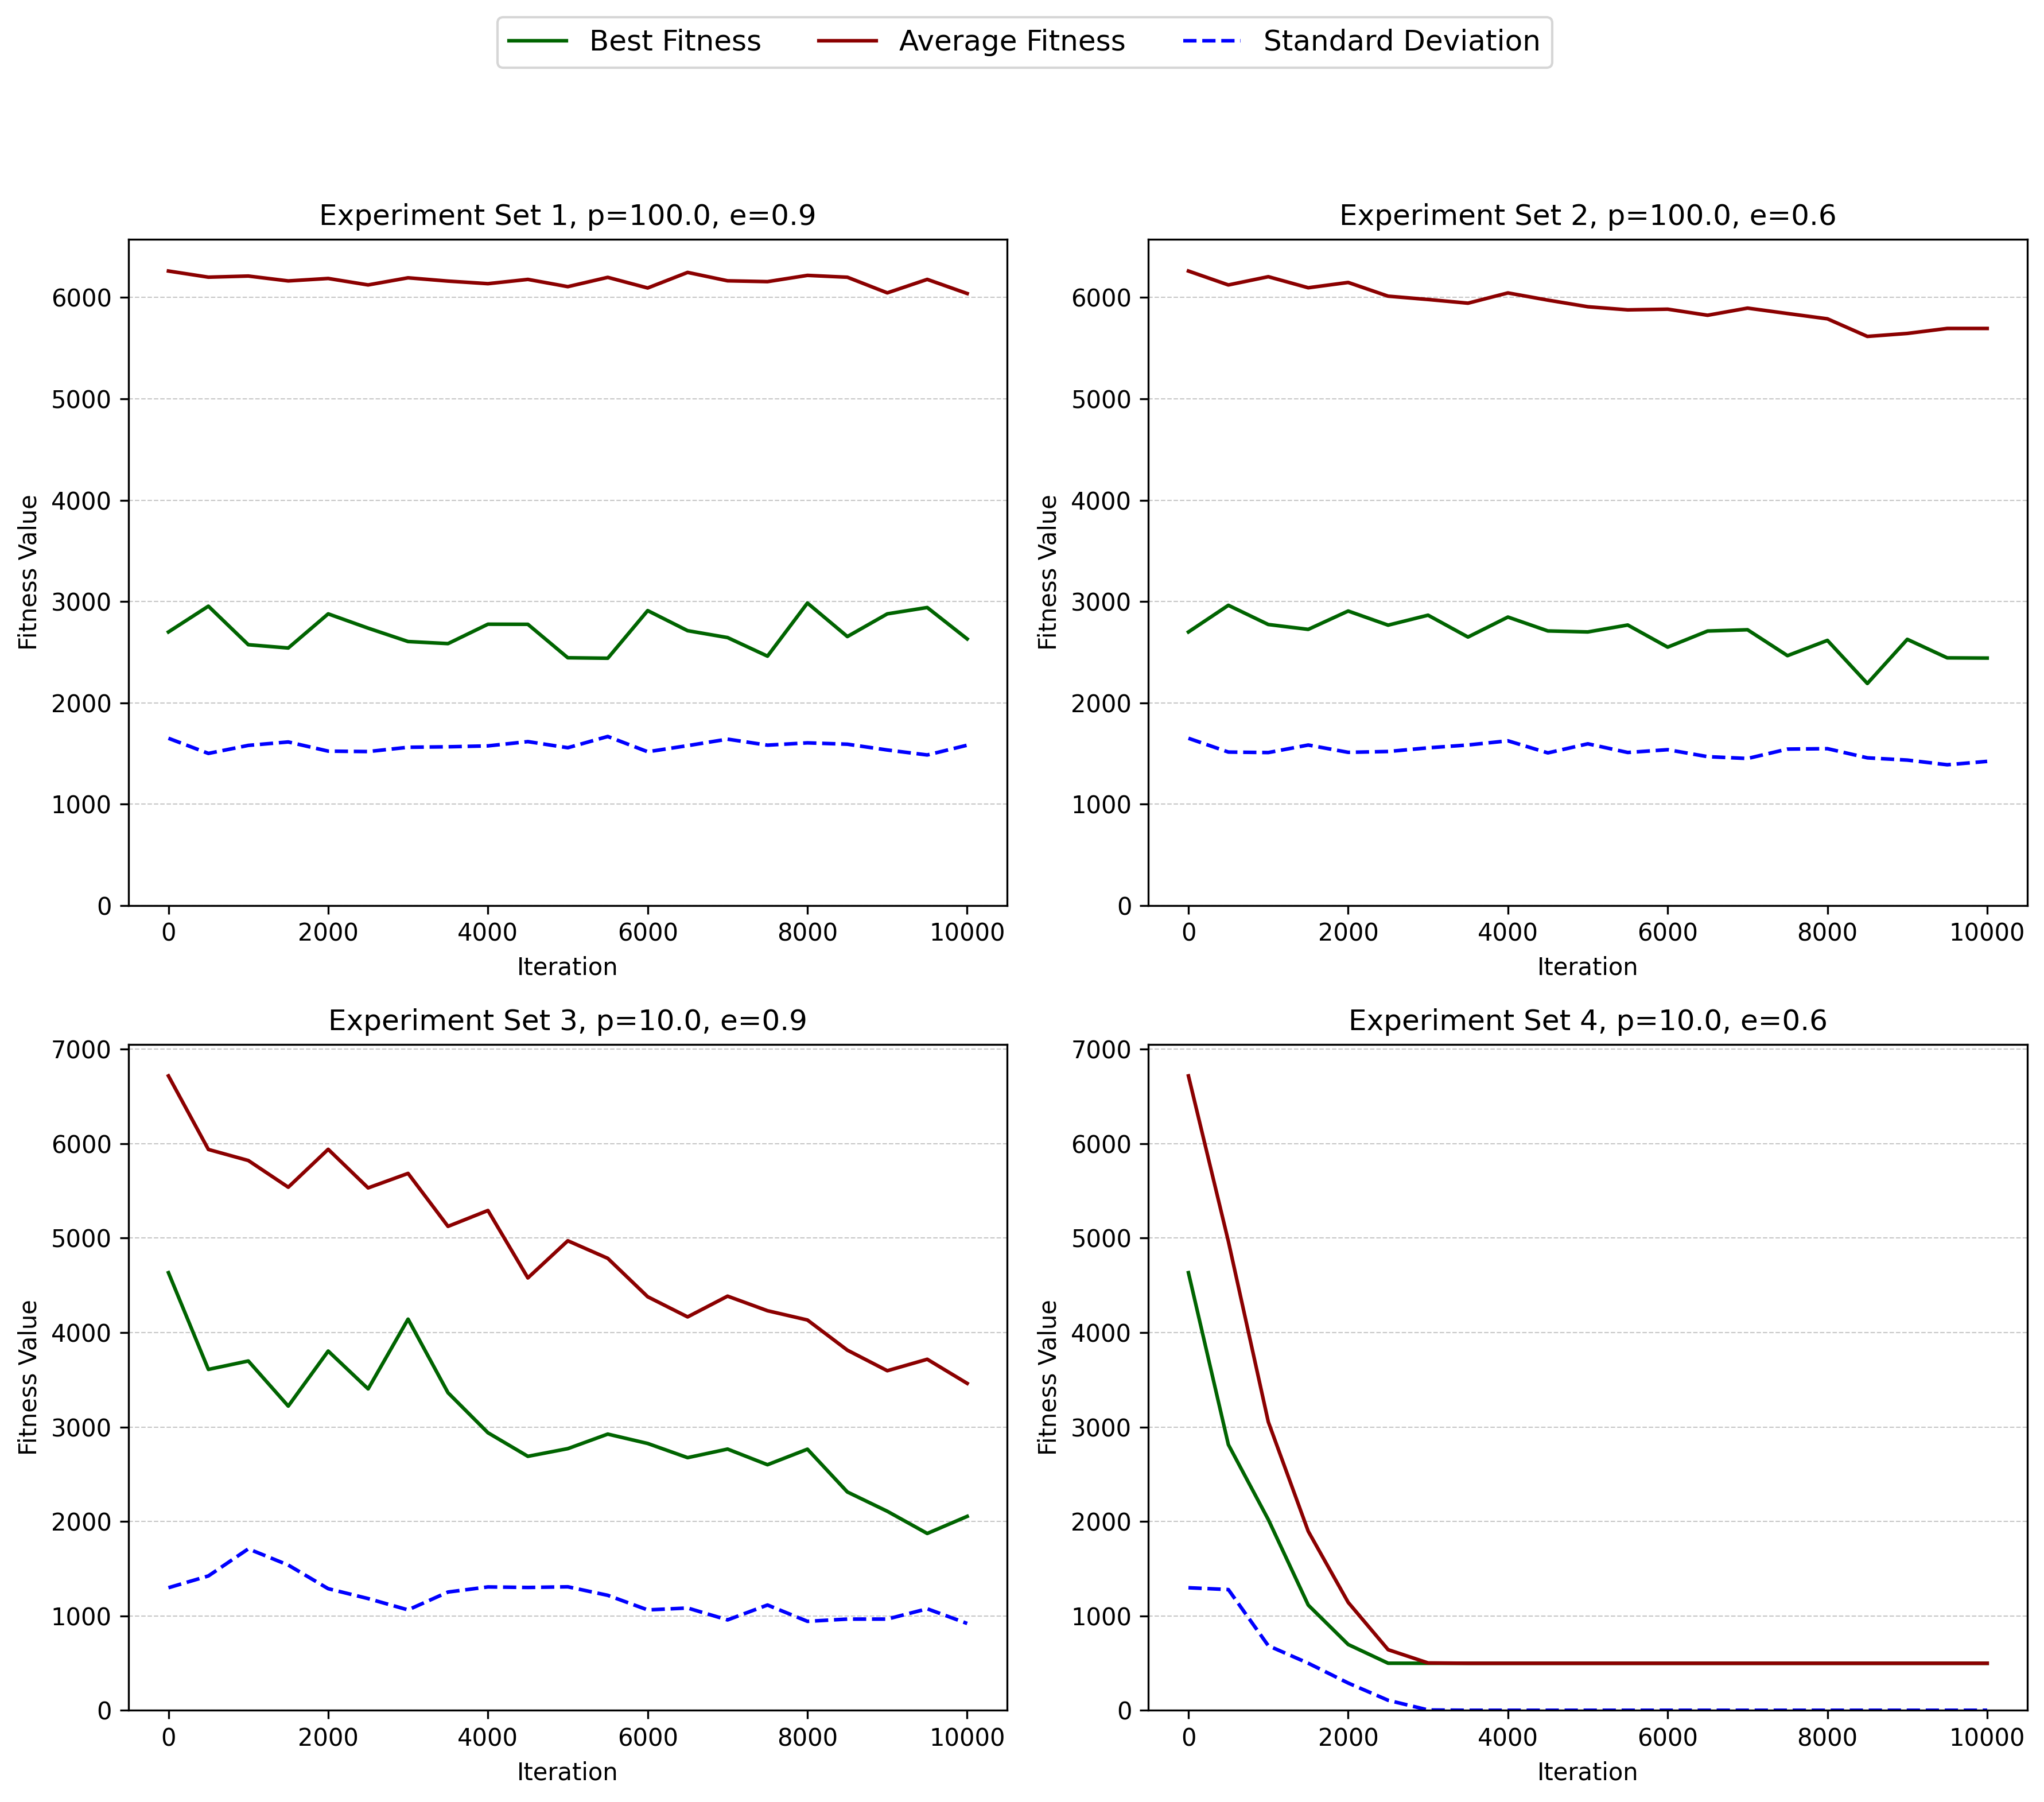 Best Fitness Average Fitness Standard Deviation
Experiment Set 1, p=100.0, e=0.9
Fitness Value
6000
5000
4000
3000
2000
1000
0
0 2000 4000 6000 8000 10000
Iteration
Experiment Set 2, p=100.0, e=0.6
Fitness Value
6000
5000
4000
3000
2000
1000
0
0 2000 4000 6000 8000 10000
Iteration
Experiment Set 3, p=10.0, e=0.9
Fitness Value
7000
6000
5000
4000
3000
2000
1000
0
0 2000 4000 6000 8000 10000
Iteration
Experiment Set 4, p=10.0, e=0.6
Fitness Value
7000
6000
5000
4000
3000
2000
1000
0
0 2000 4000 6000 8000 10000
Iteration